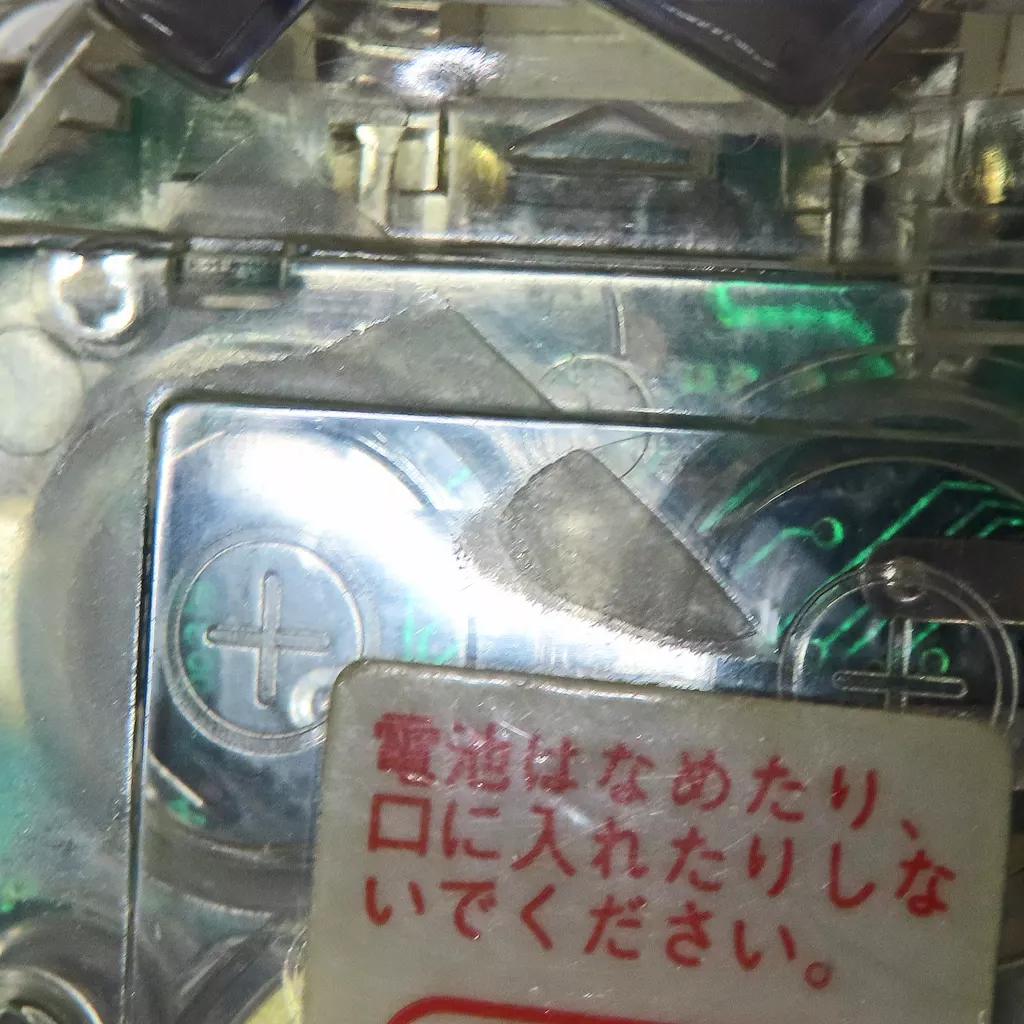 電池はなめたり、
口に入れたりしな
いでください。